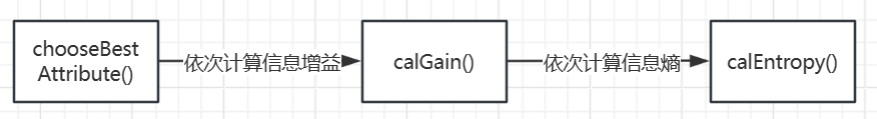 chooseBest
Attribute()
依次计算信息增益
calGain()
依次计算信息熵
calEntropy()